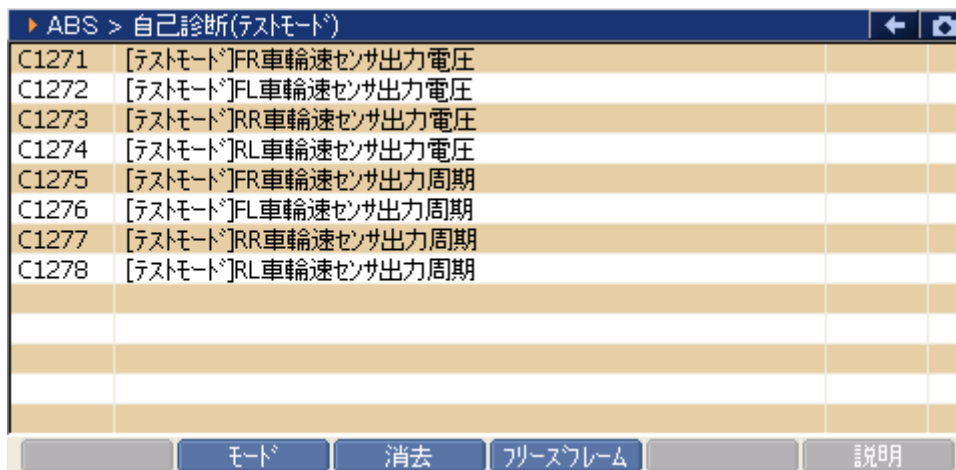 ABS > 自己診断(ﾃｽﾄﾓｰﾄﾞ)
C1271 [ﾃｽﾄﾓｰﾄﾞ]FR車輪速ｾﾝｻ出力電圧
C1272 [ﾃｽﾄﾓｰﾄﾞ]FL車輪速ｾﾝｻ出力電圧
C1273 [ﾃｽﾄﾓｰﾄﾞ]RR車輪速ｾﾝｻ出力電圧
C1274 [ﾃｽﾄﾓｰﾄﾞ]RL車輪速ｾﾝｻ出力電圧
C1275 [ﾃｽﾄﾓｰﾄﾞ]FR車輪速ｾﾝｻ出力周期
C1276 [ﾃｽﾄﾓｰﾄﾞ]FL車輪速ｾﾝｻ出力周期
C1277 [ﾃｽﾄﾓｰﾄﾞ]RR車輪速ｾﾝｻ出力周期
C1278 [ﾃｽﾄﾓｰﾄﾞ]RL車輪速ｾﾝｻ出力周期
ﾓｰﾄﾞ 消去 ﾌﾘｰｽﾞﾌﾚｰﾑ 説明